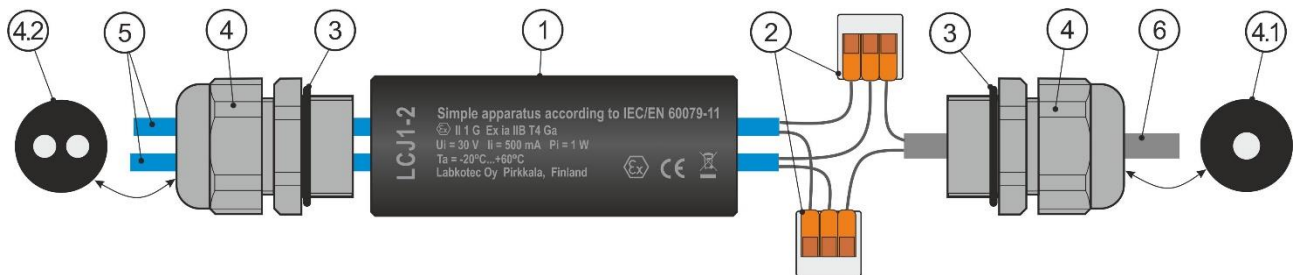 4.2
5
4
3
1
2
3
4
6
4.1
LCJ1-2
Simple apparatus according to IEC/EN 60079-11
Ex II 1 G Ex ia IIB T4 Ga
Ui = 30 V Ii = 500 mA Pi = 1 W
Ta = -20°C...+60°C
Labkotec Oy Pirkkala, Finland
Ex CE